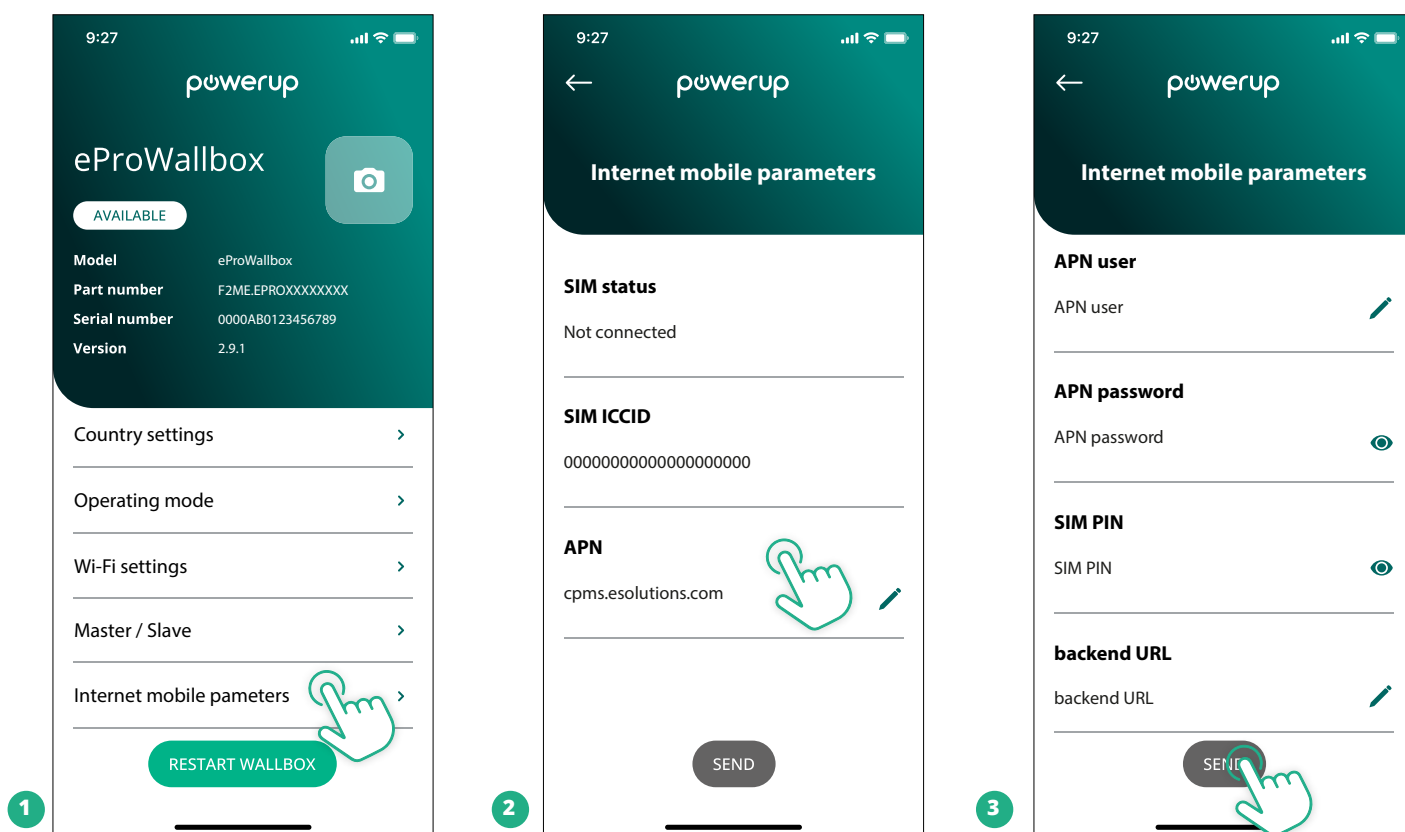 9:27
powerup
eProWallbox
AVAILABLE
Model eProWallbox
Part number F2ME.EPROXXXXXXXX
Serial number 0000AB0123456789
Version 2.9.1
Country settings
Operating mode
Wi-Fi settings
Master / Slave
Internet mobile pameters
RESTART WALLBOX
1
9:27
powerup
Internet mobile parameters
SIM status
Not connected
SIM ICCID
00000000000000000000
APN
cpms.esolutions.com
SEND
2
9:27
powerup
Internet mobile parameters
APN user
APN user
APN password
APN password
SIM PIN
SIM PIN
backend URL
backend URL
SEND
3